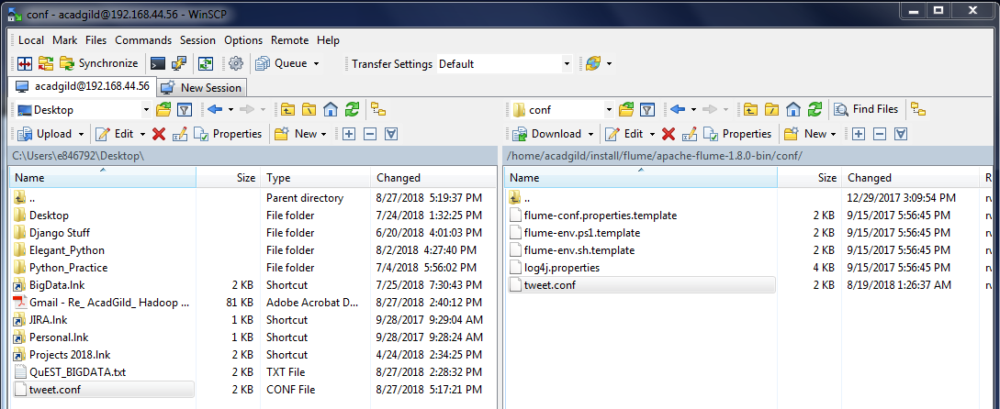 conf - acadgild@192.168.44.56 - WinSCP
Local Mark Files Commands Session Options Remote Help
Synchronize Queue Transfer Settings Default
acadgild@192.168.44.56 New Session
Desktop conf Find Files
Upload Edit Properties New Download Edit Properties New
C:\Users\e846792\Desktop\ /home/acadgild/install/flume/apache-flume-1.8.0-bin/conf/
Name Size Type Changed Name Size Changed R
.. Parent directory 8/27/2018 5:19:37 PM .. 12/29/2017 3:09:54 PM
Desktop File folder 7/24/2018 1:32:25 PM flume-conf.properties.template 2 KB 9/15/2017 5:56:45 PM
Django Stuff File folder 6/20/2018 4:01:03 PM flume-env.ps1.template 2 KB 9/15/2017 5:56:45 PM
Elegant_Python File folder 8/2/2018 4:27:40 PM flume-env.sh.template 2 KB 9/15/2017 5:56:45 PM
Python_Practice File folder 7/4/2018 5:56:02 PM log4j.properties 4 KB 9/15/2017 5:56:45 PM
BigData.lnk 2 KB Shortcut 7/25/2018 7:30:43 PM tweet.conf 2 KB 8/19/2018 1:26:37 AM
Gmail - Re_ AcadGild_ Hadoop ... 81 KB Adobe Acrobat D... 8/27/2018 2:40:12 PM
JIRA.lnk 1 KB Shortcut 9/28/2017 9:29:04 AM
Personal.lnk 1 KB Shortcut 9/28/2017 9:28:24 AM
Projects 2018.lnk 2 KB Shortcut 4/24/2018 2:34:25 PM
QuEST_BIGDATA.txt 2 KB TXT File 8/27/2018 2:28:32 PM
tweet.conf 2 KB CONF File 8/27/2018 5:17:21 PM